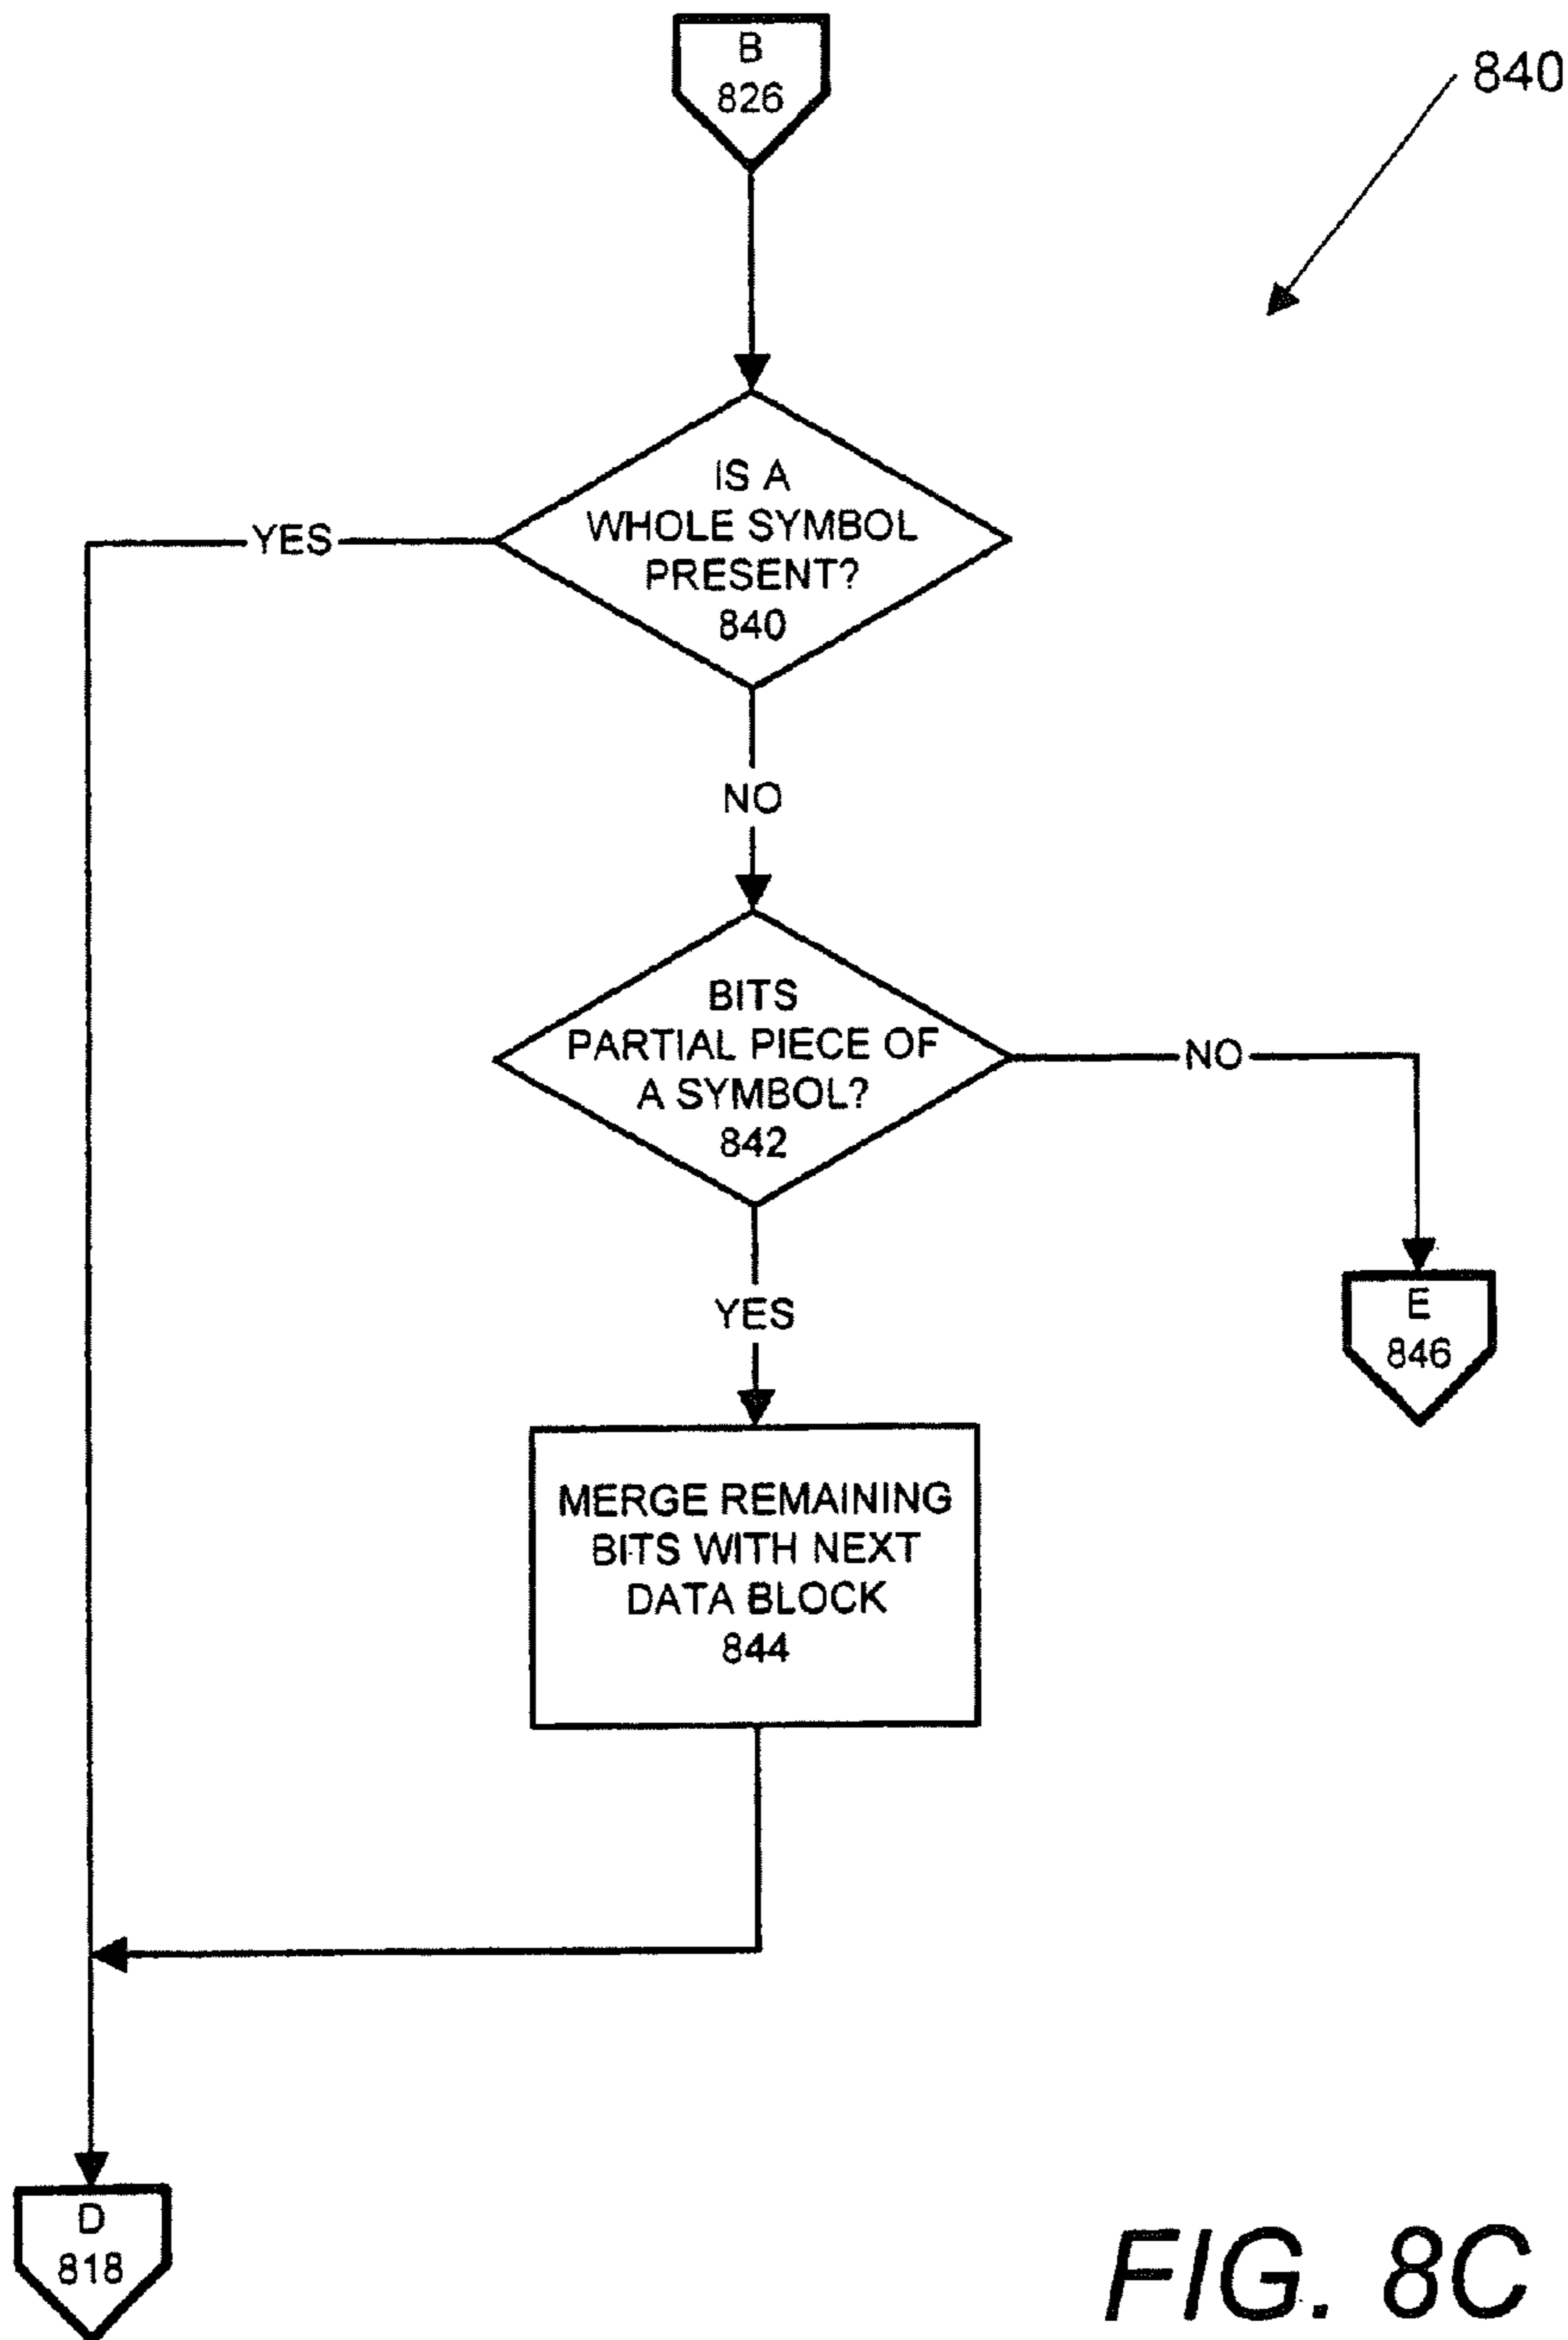 B
826
840
IS A
WHOLE SYMBOL
PRESENT?
840
YES
NO
BITS
PARTIAL PIECE OF
A SYMBOL?
842
NO
YES
E
846
MERGE REMAINING
BITS WITH NEXT
DATA BLOCK
844
D
818
FIG. 8C